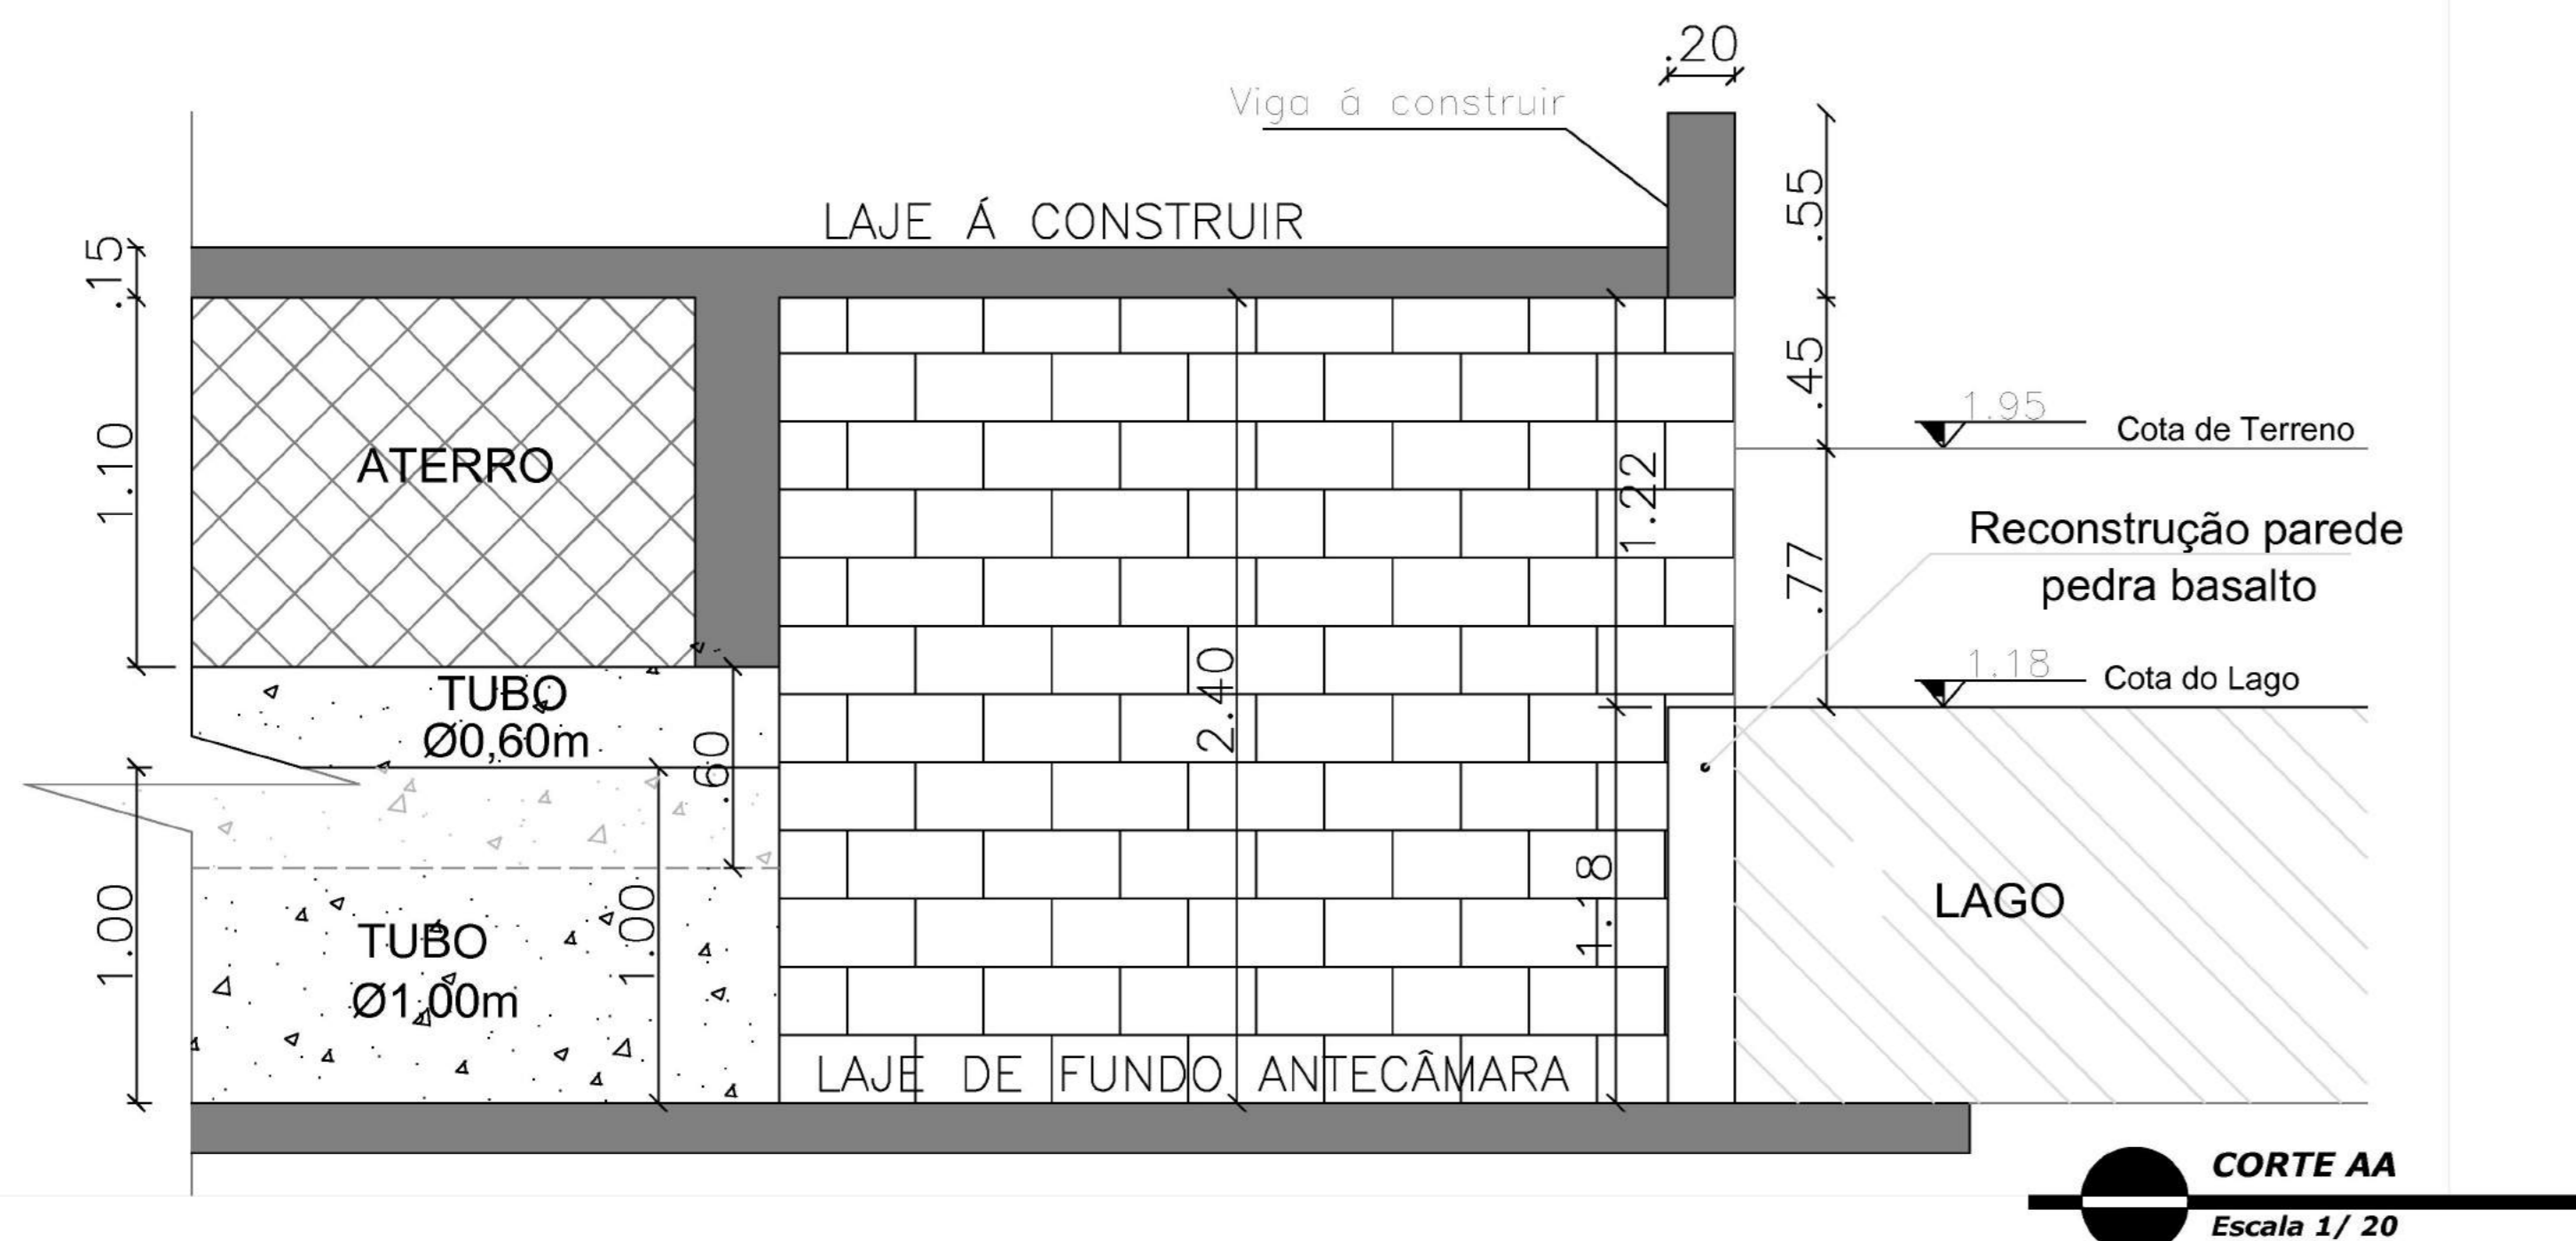 .20
Viga á construir
.55
LAJE Á CONSTRUIR
.15
.45
1.95
Cota de Terreno
1.10
ATERRO
1.22
Reconstrução parede
pedra basalto
.77
1.18
Cota do Lago
TUBO
Ø0,60m
.60
2.40
1.18
LAGO
1.00
TUBO
Ø1,00m
1.00
LAJE DE FUNDO ANTECÂMARA
CORTE AA
Escala 1/ 20